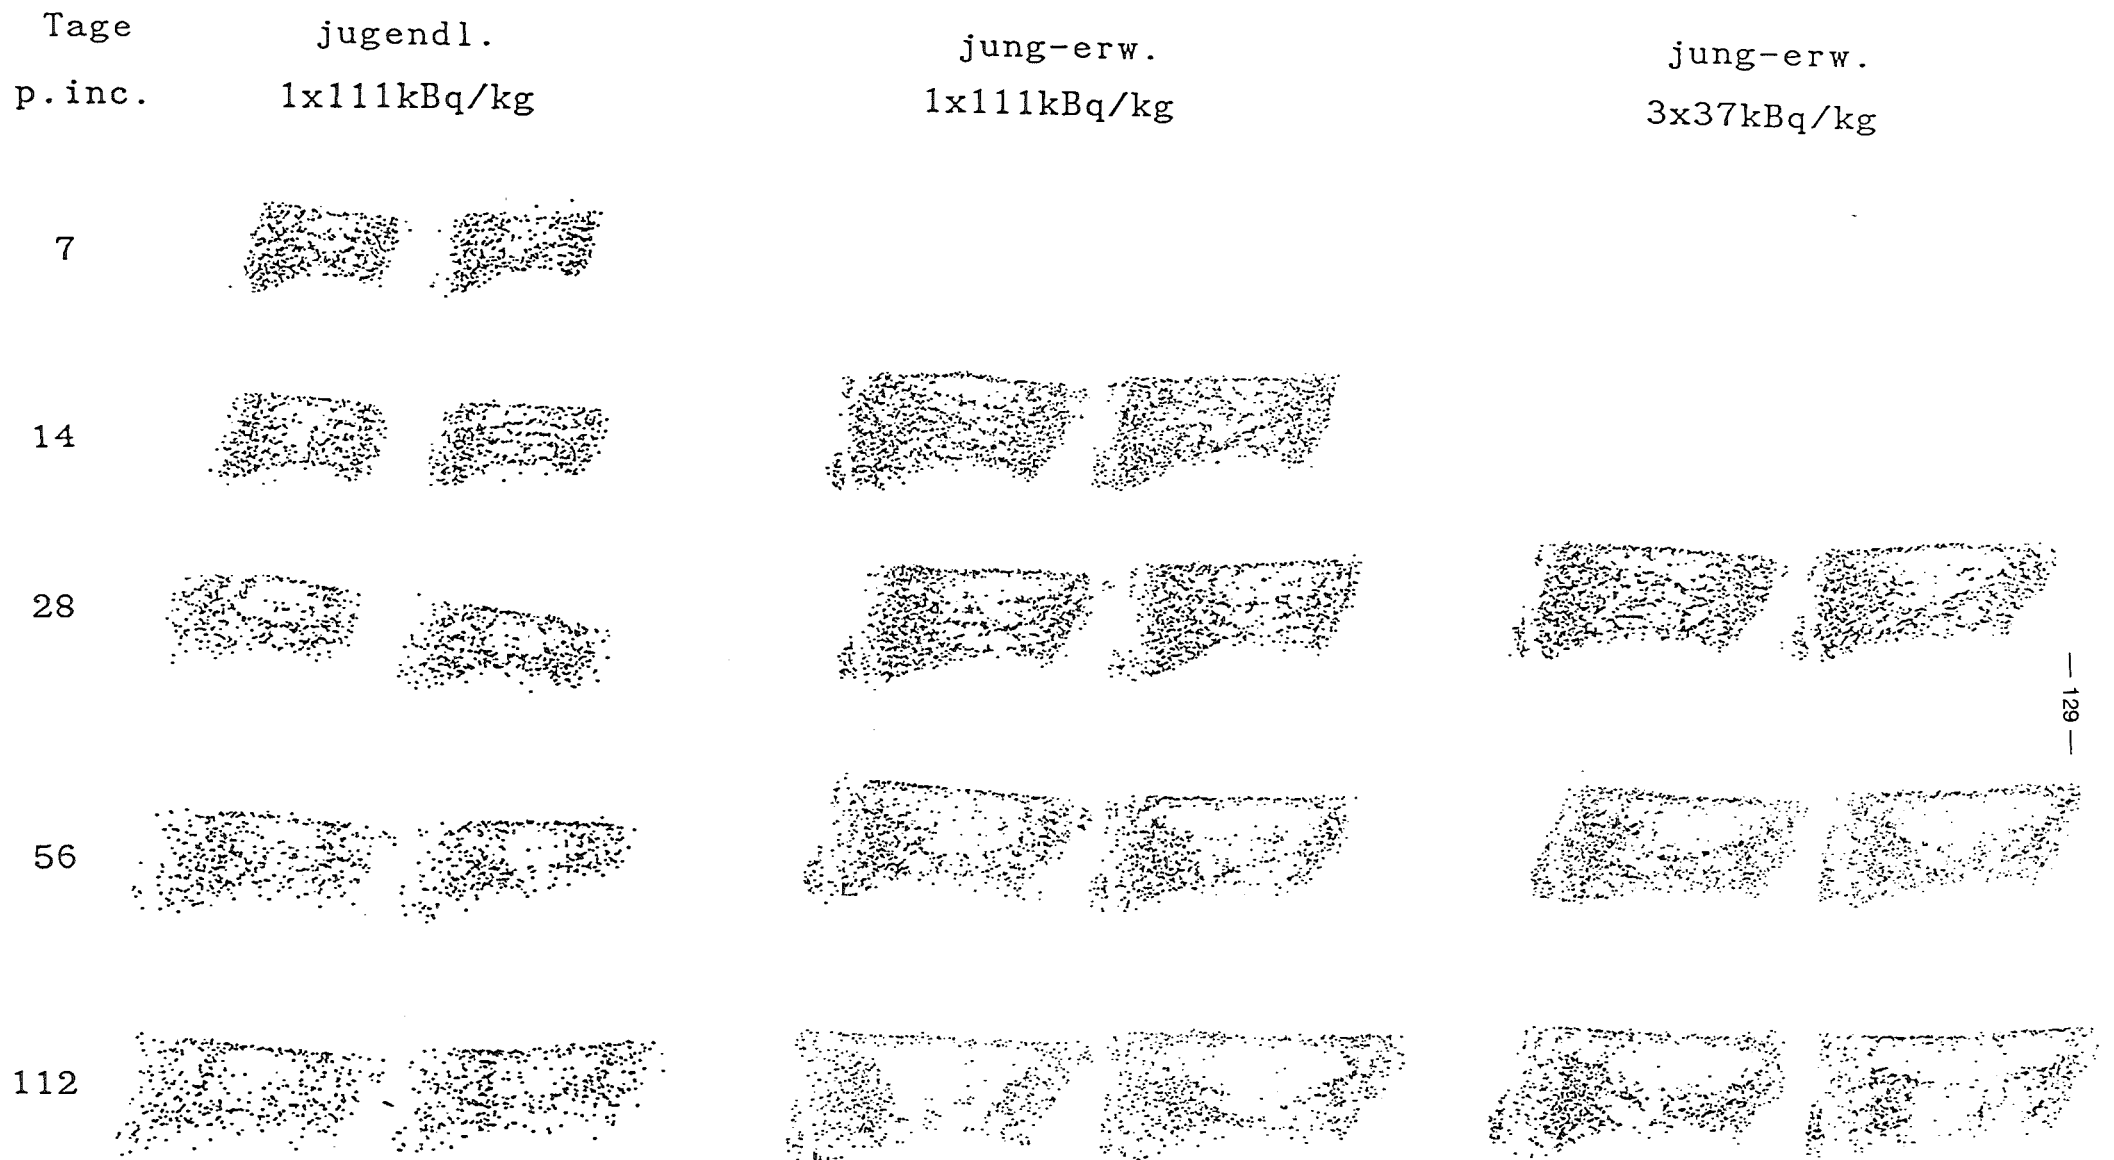 Tage
p.inc.
jugendl.
1x111kBq/kg
jung-erw.
1x111kBq/kg
jung-erw.
3x37kBq/kg
7
14
28
56
112
— 129 —